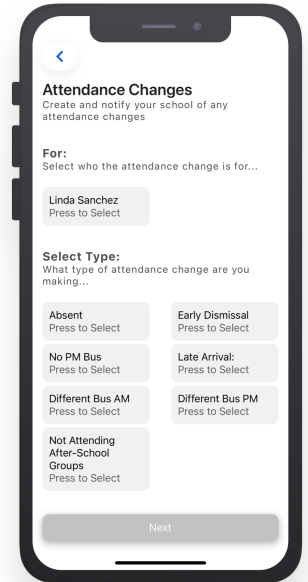 Attendance Changes
Create and notify your school of any
attendance changes
For:
Select who the attendance change is for...
Linda Sanchez
Press to Select
Select Type:
What type of attendance change are you
making...
Absent
Press to Select
Early Dismissal
Press to Select
No PM Bus
Press to Select
Late Arrival:
Press to Select
Different Bus AM
Press to Select
Different Bus PM
Press to Select
Not Attending
After-School
Groups
Press to Select
Next